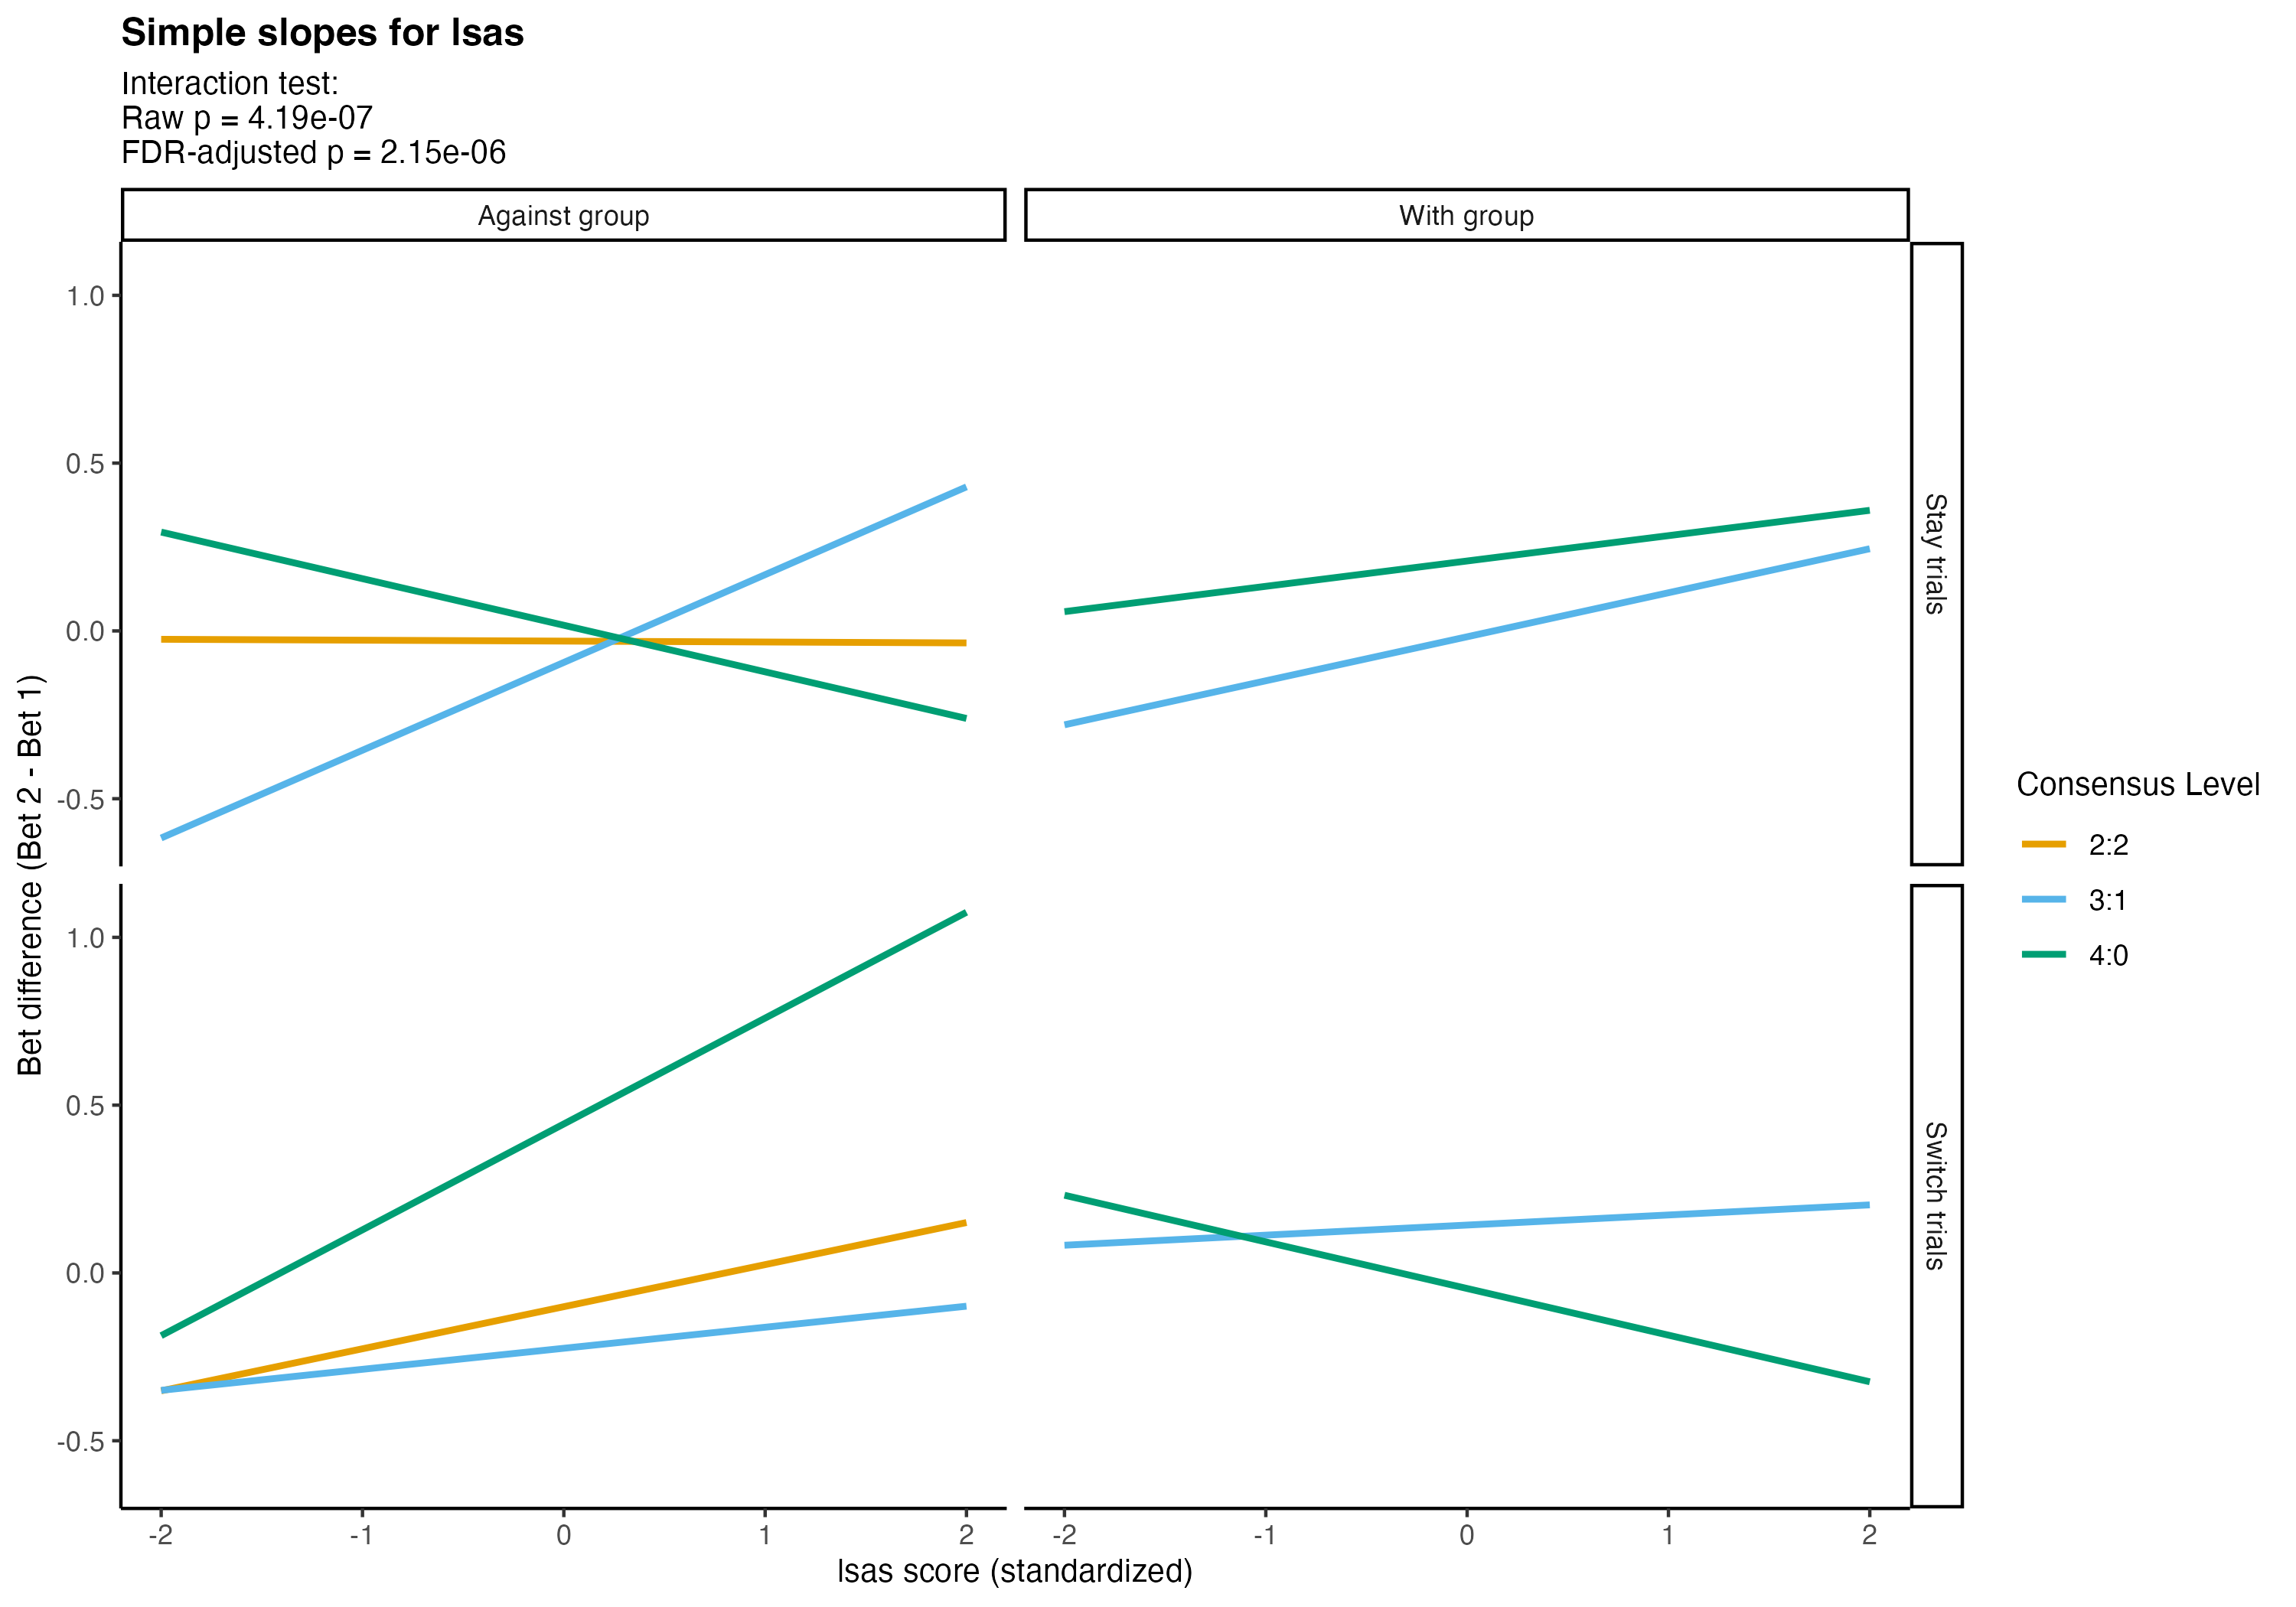 Simple slopes for lsas
Interaction test:
Raw p = 4.19e-07
FDR-adjusted p = 2.15e-06
Against group
With group
1.0
0.5
0.0
-0.5
Stay trials
1.0
0.5
0.0
-0.5
Switch trials
-2 -1 0 1 2
-2 -1 0 1 2
lsas score (standardized)
Bet difference (Bet 2 - Bet 1)
Consensus Level
2:2
3:1
4:0